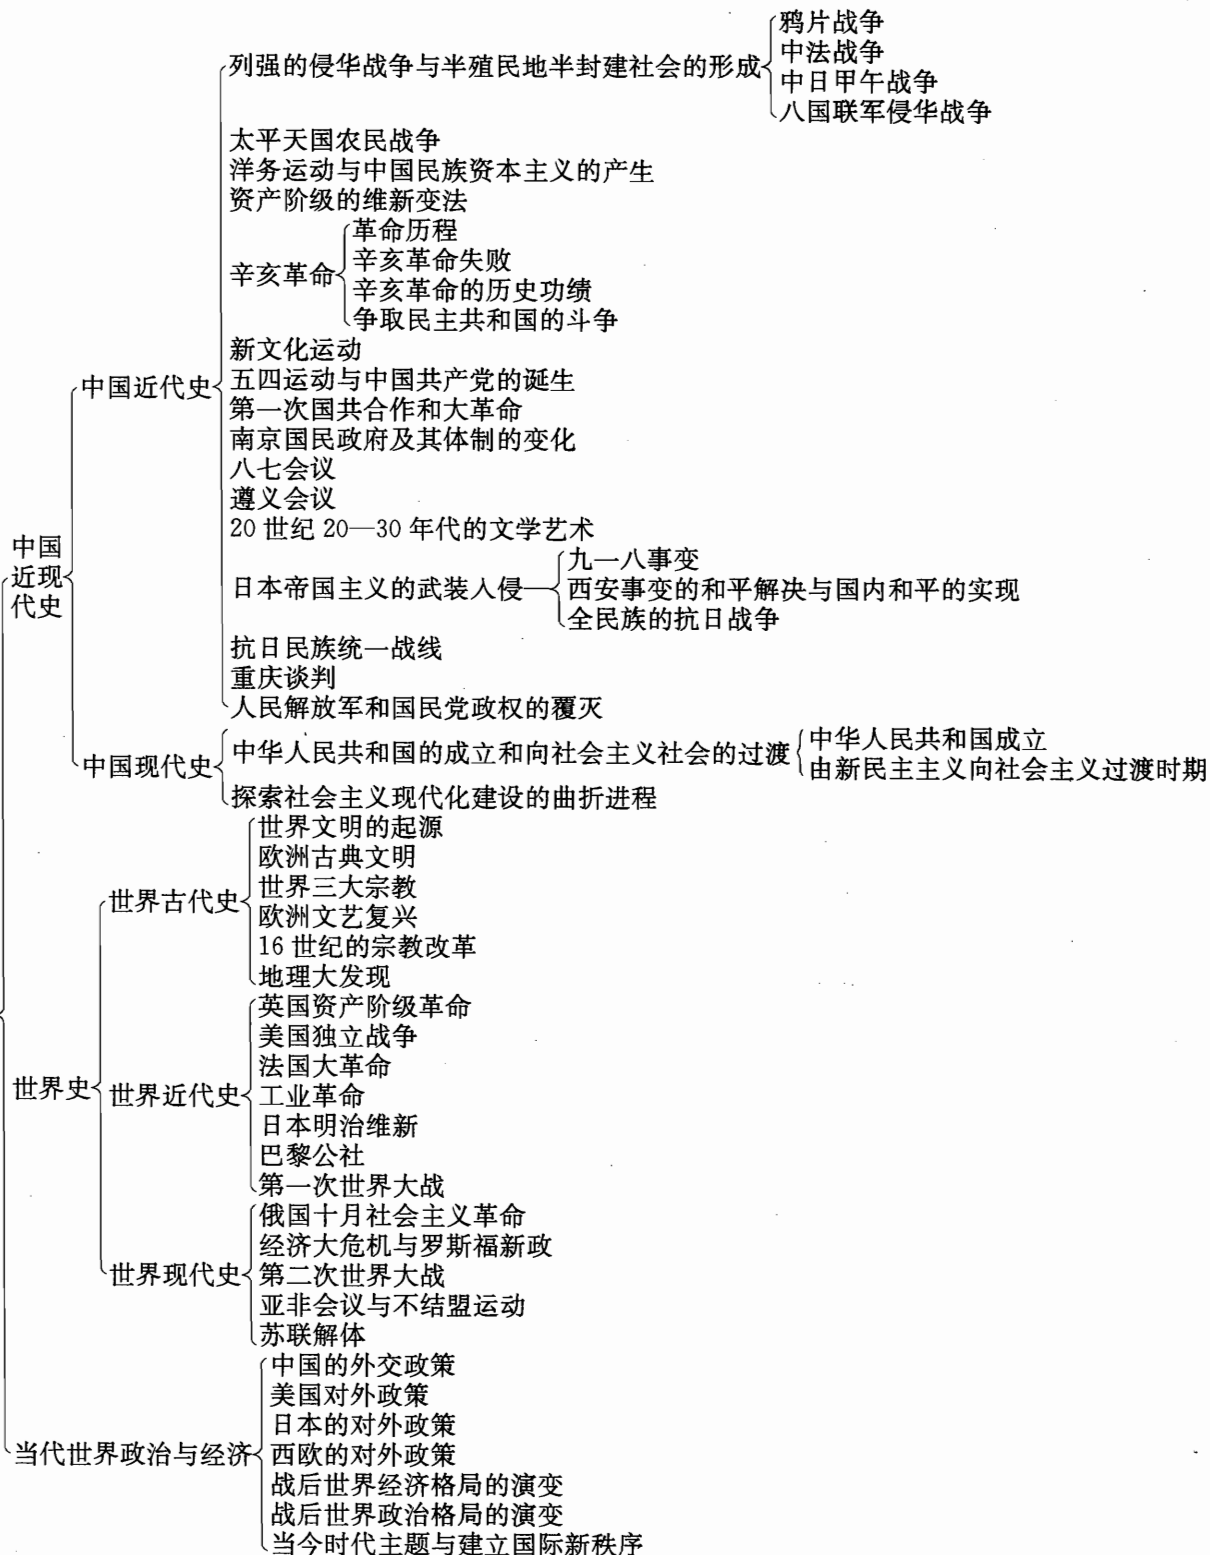 鸦片战争
中法战争
列强的侵华战争与半殖民地半封建社会的形成
中日甲午战争
八国联军侵华战争
太平天国农民战争
洋务运动与中国民族资本主义的产生
资产阶级的维新变法
革命历程
辛亥革命失败
辛亥革命
辛亥革命的历史功绩
争取民主共和国的斗争
新文化运动
中国近代史
五四运动与中国共产党的诞生
第一次国共合作和大革命
南京国民政府及其体制的变化
八七会议
遵义会议
20世纪20—30年代的文学艺术
中国
近现
代史
九一八事变
日本帝国主义的武装入侵
西安事变的和平解决与国内和平的实现
全民族的抗日战争
抗日民族统一战线
重庆谈判
人民解放军和国民党政权的覆灭
中国现代史
中华人民共和国的成立和向社会主义社会的过渡
中华人民共和国成立
由新民主主义向社会主义过渡时期
探索社会主义现代化建设的曲折进程
世界文明的起源
欧洲古典文明
世界古代史
世界三大宗教
欧洲文艺复兴
16世纪的宗教改革
地理大发现
英国资产阶级革命
美国独立战争
法国大革命
世界史
世界近代史
工业革命
日本明治维新
巴黎公社
第一次世界大战
俄国十月社会主义革命
经济大危机与罗斯福新政
世界现代史
第二次世界大战
亚非会议与不结盟运动
苏联解体
中国的外交政策
美国对外政策
日本的对外政策
当代世界政治与经济
西欧的对外政策
战后世界经济格局的演变
战后世界政治格局的演变
当今时代主题与建立国际新秩序